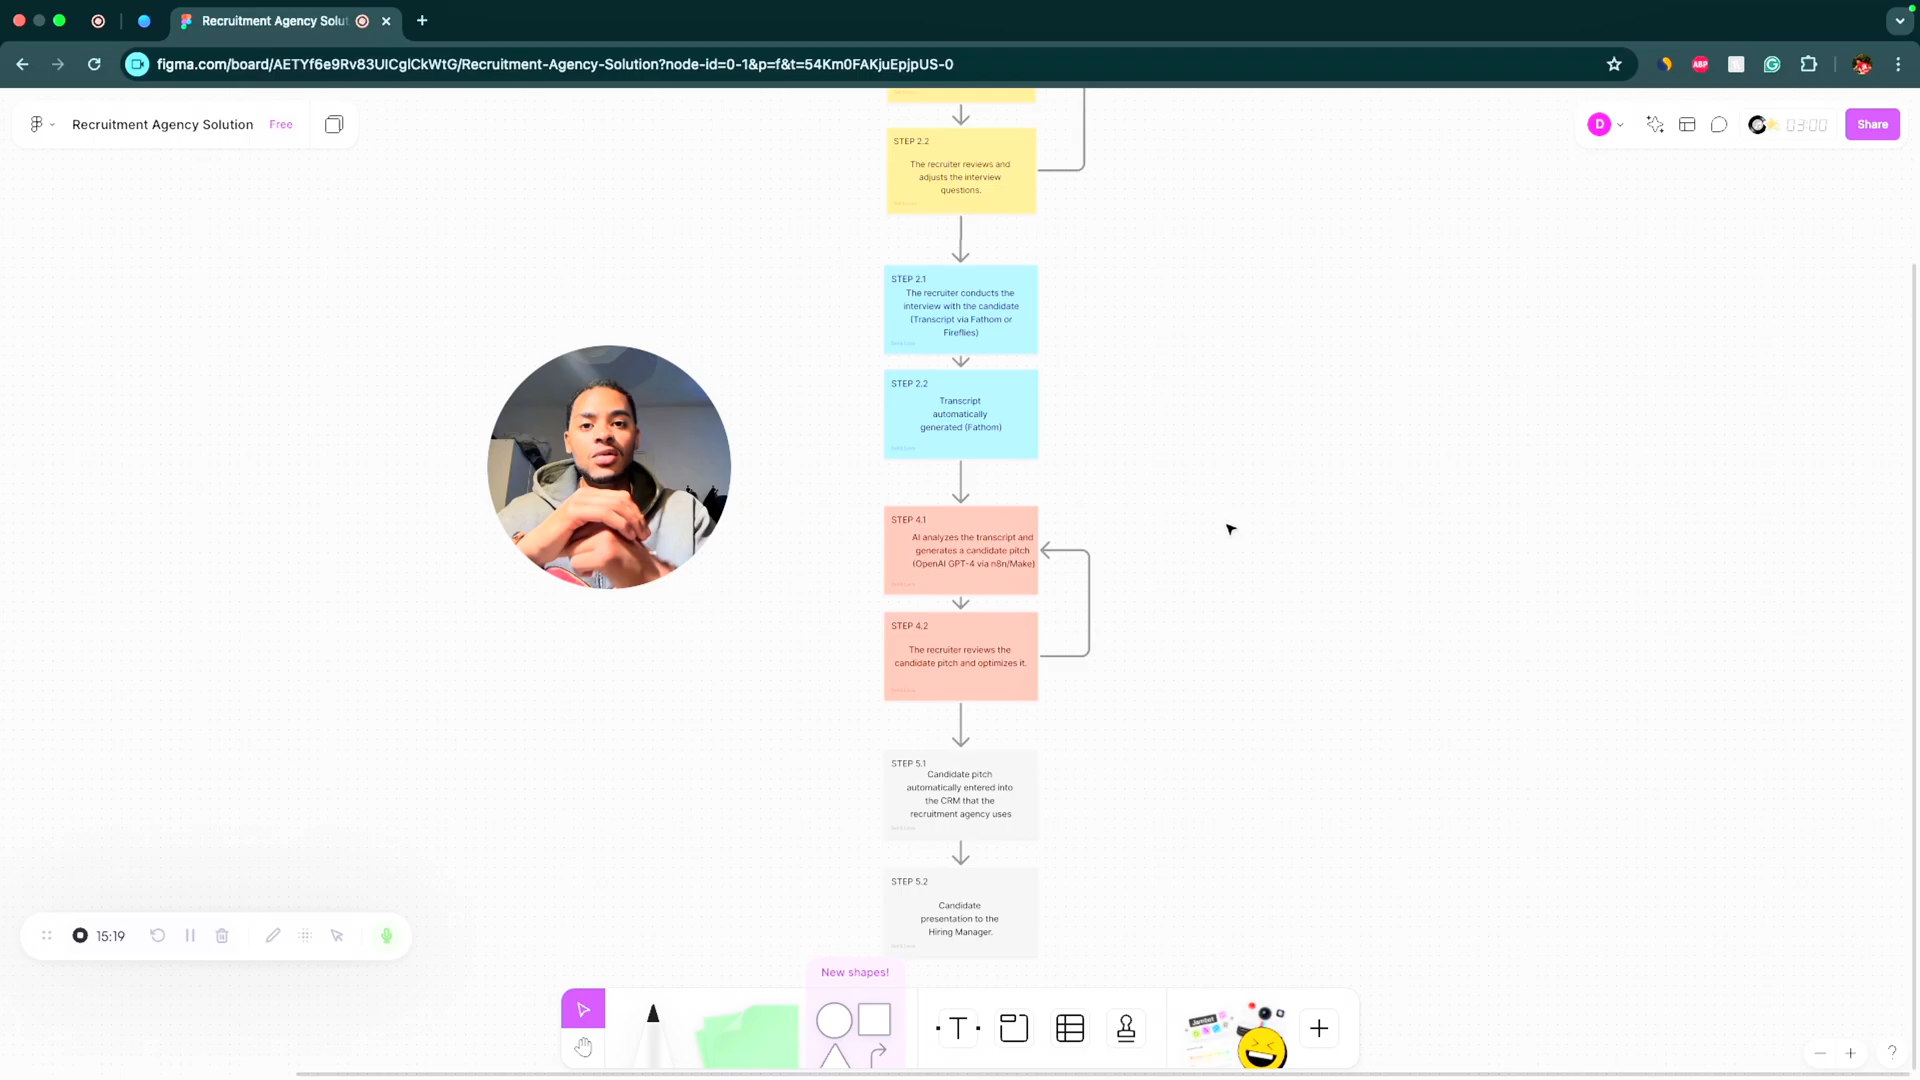 Recruitment Agency Solut
figma.com/board/AETYf6e9Rv83UICglCkWtG/Recruitment-Agency-Solution?node-id=0-1&p=f&t=54Km0FAKjuEpjpUS-0
ABP
Recruitment Agency Solution Free
D
03:00
Share
STEP 2.2
The recruiter reviews and
adjusts the interview
questions.
STEP 2.1
The recruiter conducts the
interview with the candidate
(Transcript via Fathom or
Fireflies)
STEP 2.2
Transcript
automatically
generated (Fathom)
STEP 4.1
AI analyzes the transcript and
generates a candidate pitch
(OpenAI GPT-4 via n8n/Make)
STEP 4.2
The recruiter reviews the
candidate pitch and optimizes it.
STEP 5.1
Candidate pitch
automatically entered into
the CRM that the
recruitment agency uses
STEP 5.2
Candidate
presentation to the
Hiring Manager.
15:19
New shapes!
T
Jambot
?